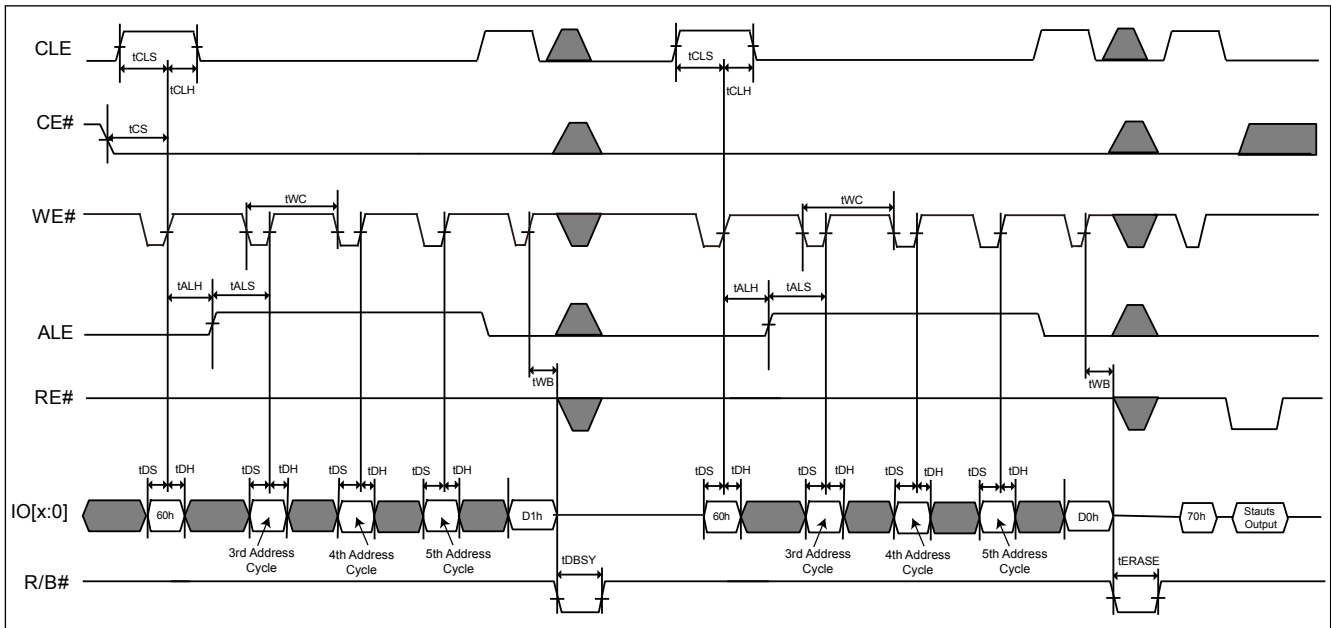 CLE
tCLS
tCLH
tCLS
tCLH
CE#
tCS
WE#
tWC
tWC
ALE
tALH
tALS
tALH
tALS
RE#
tWB
tWB
IO[x:0]
tDS
tDH
tDS
tDH
tDS
tDH
tDS
tDH
tDS
tDH
tDS
tDH
tDS
tDH
tDS
tDH
60h
D1h
60h
D0h
70h
Stauts
Output
3rd Address
Cycle
4th Address
Cycle
5th Address
Cycle
3rd Address
Cycle
4th Address
Cycle
5th Address
Cycle
R/B#
tDBSY
tERASE